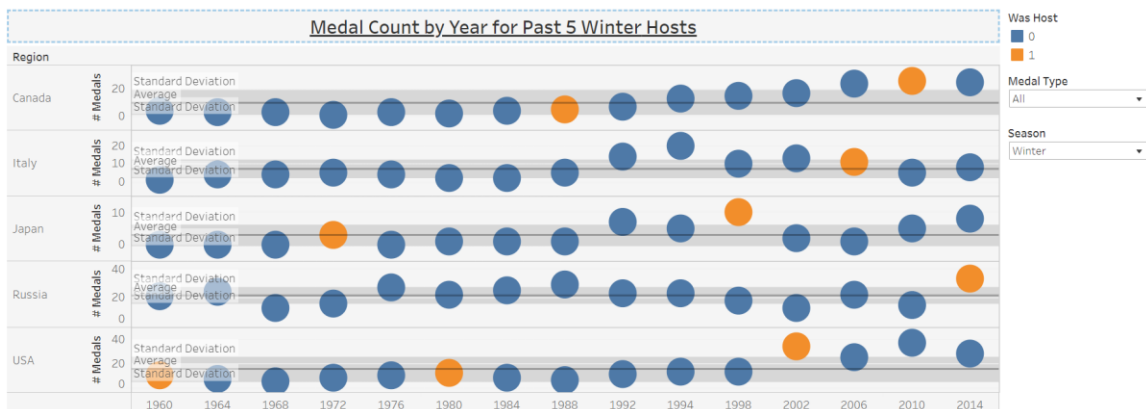 Medal Count by Year for Past 5 Winter Hosts
Was Host
0
1
Medal Type
All
Season
Winter
Region
Canada
# Medals
20
0
Standard Deviation
Average
Standard Deviation
Italy
# Medals
20
10
0
Standard Deviation
Average
Standard Deviation
Japan
# Medals
10
0
Standard Deviation
Average
Standard Deviation
Russia
# Medals
40
20
0
Standard Deviation
Average
Standard Deviation
USA
# Medals
40
20
0
Standard Deviation
Average
Standard Deviation
1960 1964 1968 1972 1976 1980 1984 1988 1992 1994 1998 2002 2006 2010 2014